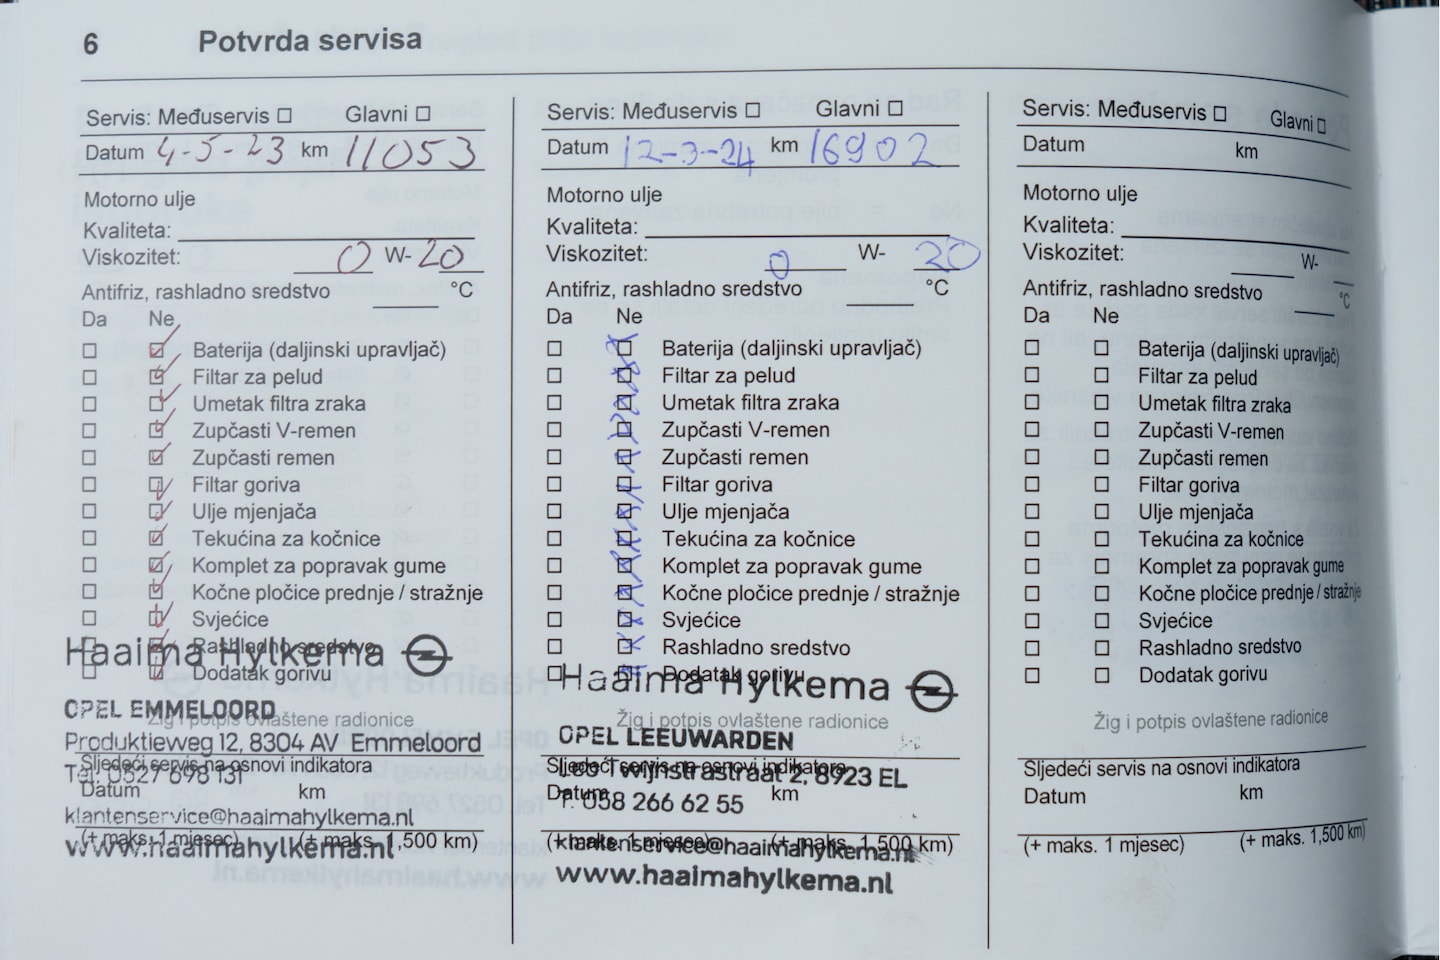 6 Potvrda servisa
Servis: Međuservis □ Glavni □
Datum 4-5-23 km 11053
Motorno ulje
Kvaliteta:
Viskozitet: 0 W- 20
Antifriz, rashladno sredstvo °C
Da Ne
Baterija (daljinski upravljač)
Filtar za pelud
Umetak filtra zraka
Zupčasti V-remen
Zupčasti remen
Filtar goriva
Ulje mjenjača
Tekućina za kočnice
Komplet za popravak gume
Kočne pločice prednje / stražnje
Svjećice
Rashladno sredstvo
Haaima Hylkema
Dodatak gorivu
OPEL EMMELOORD
Žig i potpis ovlaštene radionice
Produktieweg 12, 8304 AV Emmeloord
Sljedeći servis na osnovi indikatora
Tel. 0527 698 131
Datum km
klantenservice@haaimahylkema.nl
(+ maks. 1 mjesec) (+ maks. 1,500 km)
www.haaimahylkema.nl
Servis: Međuservis □ Glavni □
Datum 12-3-24 km 16902
Motorno ulje
Kvaliteta:
Viskozitet: 0 W- 20
Antifriz, rashladno sredstvo °C
Da Ne
Baterija (daljinski upravljač)
Filtar za pelud
Umetak filtra zraka
Zupčasti V-remen
Zupčasti remen
Filtar goriva
Ulje mjenjača
Tekućina za kočnice
Komplet za popravak gume
Kočne pločice prednje / stražnje
Svjećice
Rashladno sredstvo
Dodatak gorivu
Haaima Hylkema
Žig i potpis ovlaštene radionice
OPEL LEEUWARDEN
Sljedeći servis na osnovi indikatora
Twijnstrastraat 2, 8923 EL
Datum km
T. 058 266 62 55
(+ maks. 1 mjesec) (+ maks. 1,500 km)
klantenservice@haaimahylkema.nl
www.haaimahylkema.nl
Servis: Međuservis □ Glavni □
Datum km
Motorno ulje
Kvaliteta:
Viskozitet: W-
Antifriz, rashladno sredstvo °C
Da Ne
Baterija (daljinski upravljač)
Filtar za pelud
Umetak filtra zraka
Zupčasti V-remen
Zupčasti remen
Filtar goriva
Ulje mjenjača
Tekućina za kočnice
Komplet za popravak gume
Kočne pločice prednje / stražnje
Svjećice
Rashladno sredstvo
Dodatak gorivu
Žig i potpis ovlaštene radionice
Sljedeći servis na osnovi indikatora
Datum km
(+ maks. 1 mjesec) (+ maks. 1,500 km)